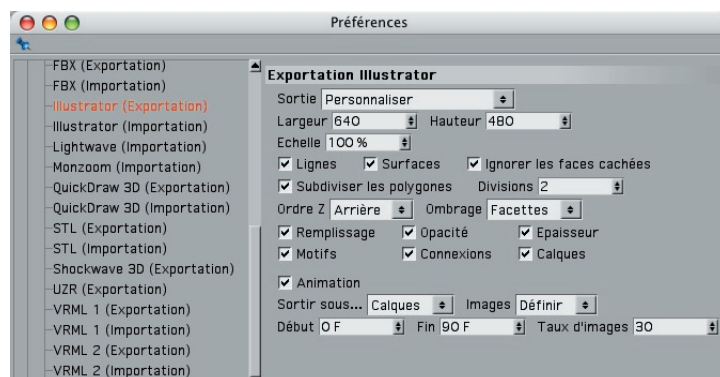 Préférences
FBX (Exportation)
FBX (Importation)
Illustrator (Exportation)
Illustrator (Importation)
Lightwave (Importation)
Monzoom (Importation)
QuickDraw 3D (Exportation)
QuickDraw 3D (Importation)
STL (Exportation)
STL (Importation)
Shockwave 3D (Exportation)
UZR (Exportation)
VRML 1 (Exportation)
VRML 1 (Importation)
VRML 2 (Exportation)
VRML 2 (Importation)
Exportation Illustrator
Sortie Personnaliser
Largeur 640 Hauteur 480
Echelle 100 %
Lignes Surfaces Ignorer les faces cachées
Subdiviser les polygones Divisions 2
Ordre Z Arrière Ombrage Facettes
Remplissage Opacité Epaisseur
Motifs Connexions Calques
Animation
Sortir sous... Calques Images Définir
Début 0 F Fin 90 F Taux d'images 30